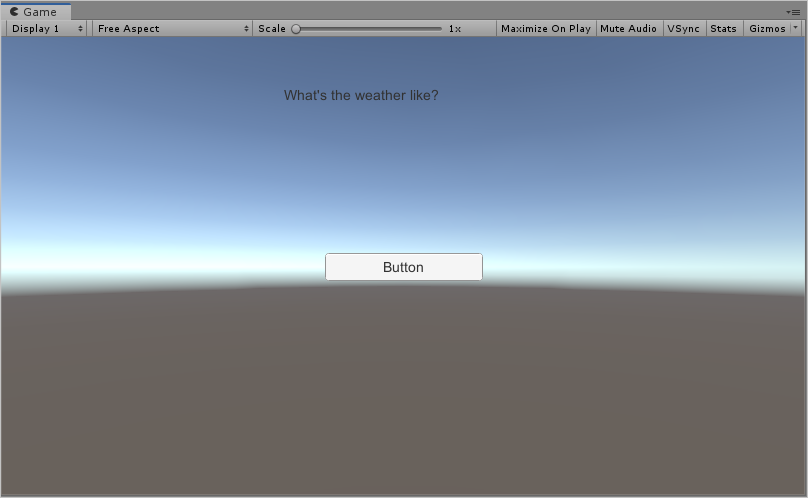 Game
Display 1 Free Aspect Scale 1x Maximize On Play Mute Audio VSync Stats Gizmos
What's the weather like?
Button